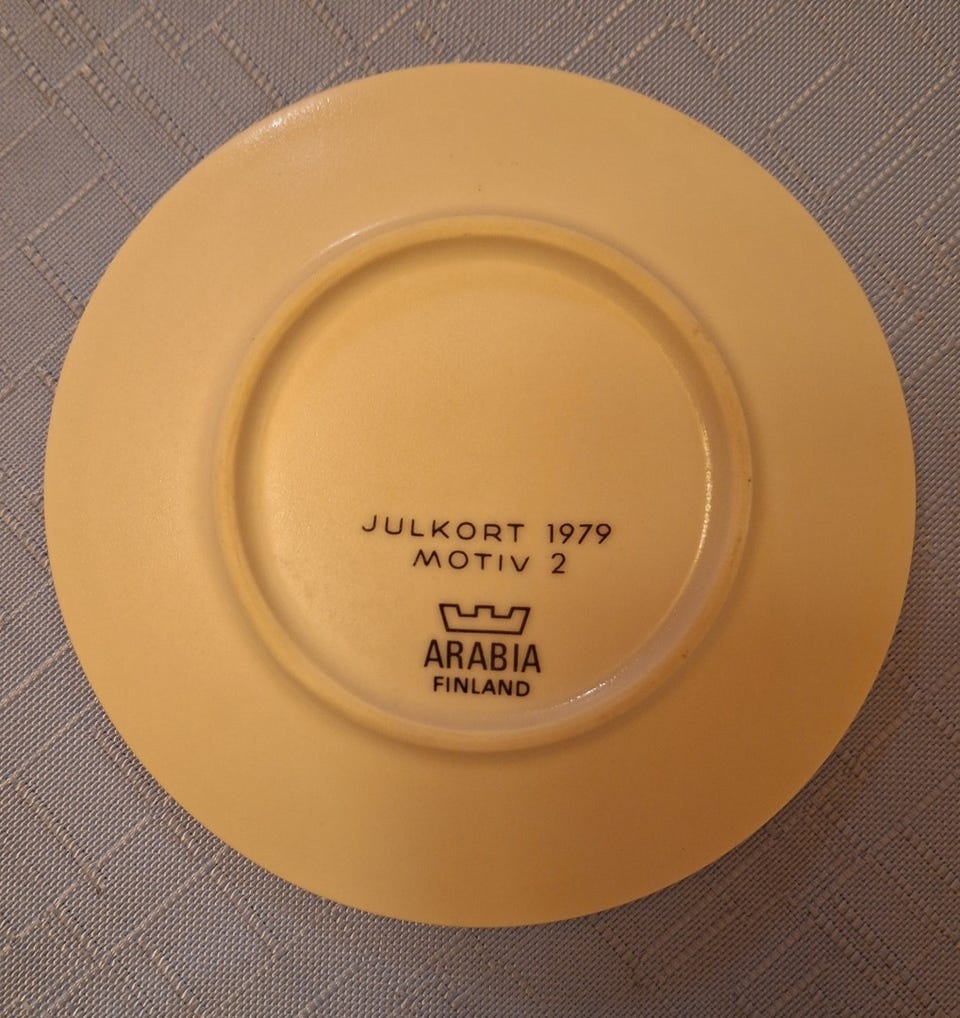 JULKORT 1979
MOTIV 2
ARABIA
FINLAND